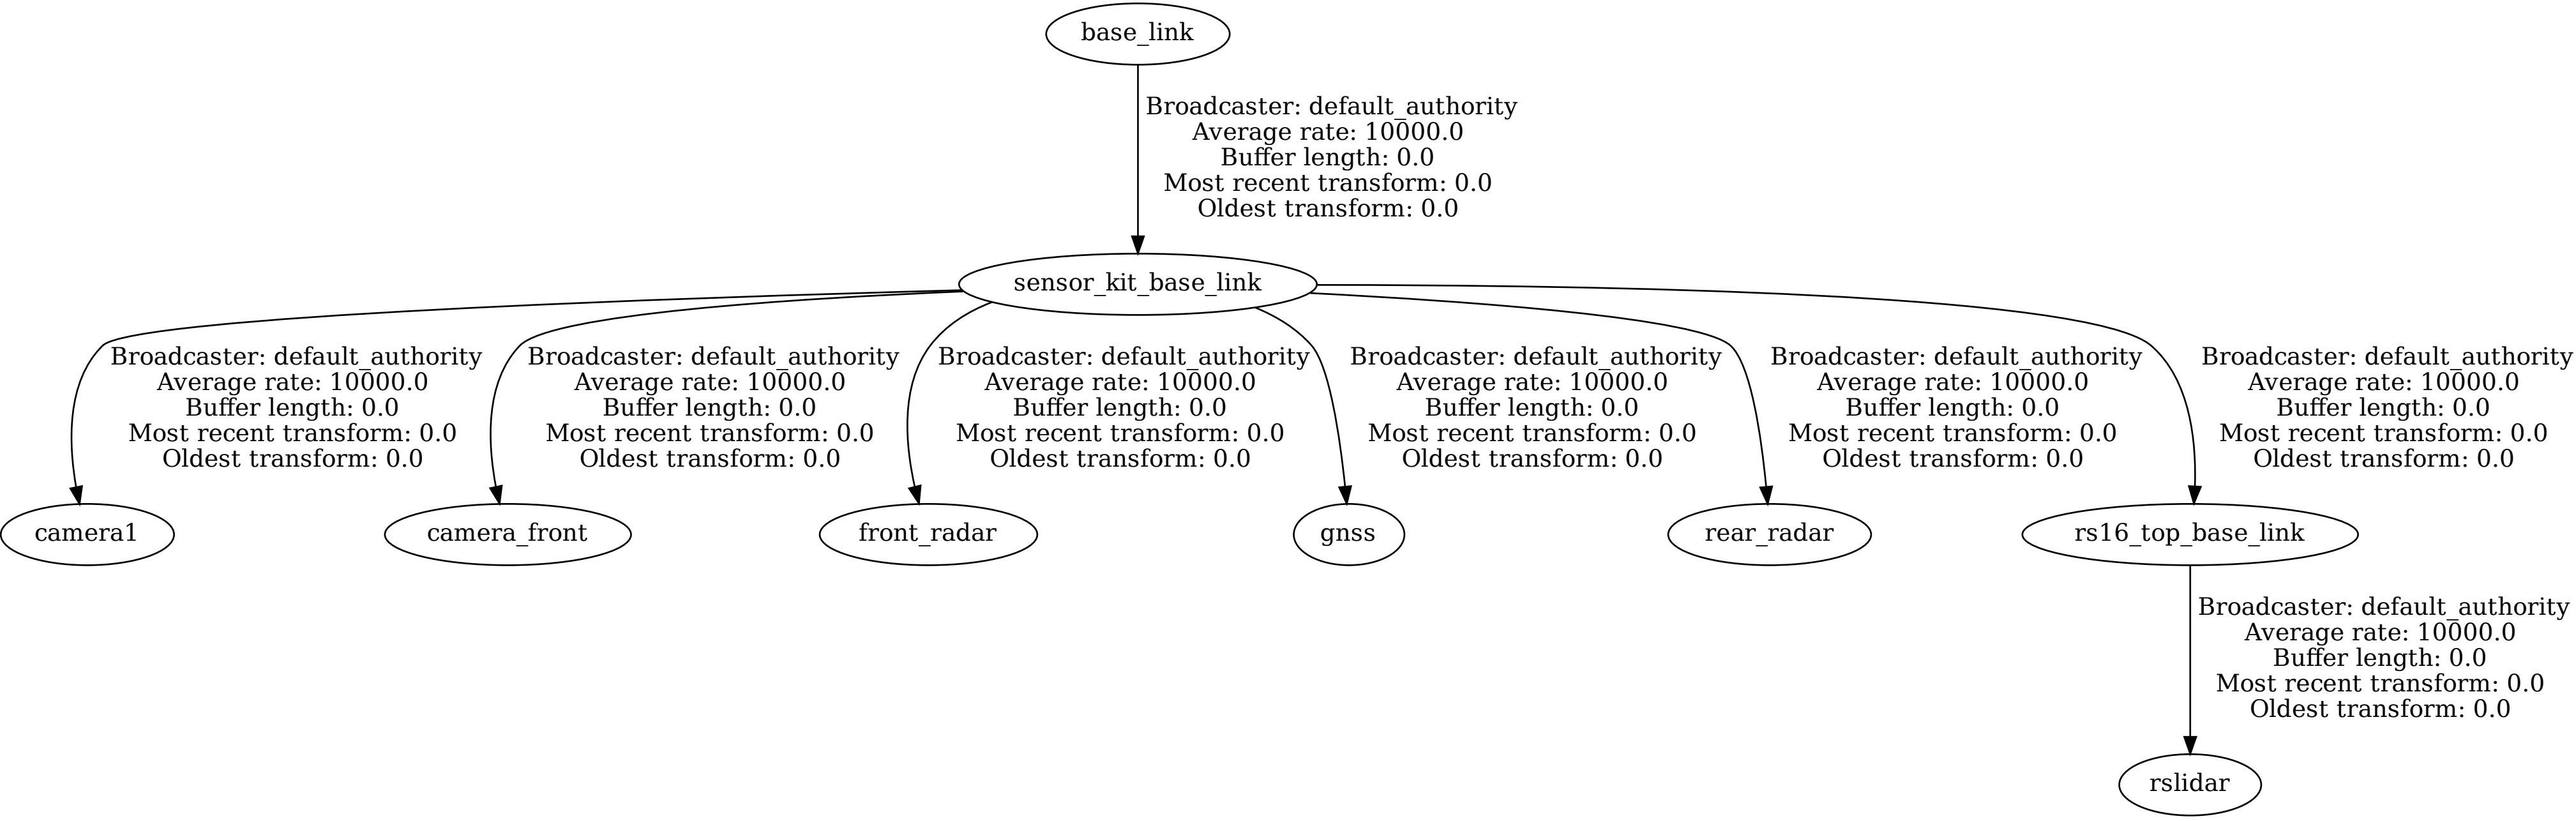 base_link
Broadcaster: default_authority
Average rate: 10000.0
Buffer length: 0.0
Most recent transform: 0.0
Oldest transform: 0.0
sensor_kit_base_link
Broadcaster: default_authority
Average rate: 10000.0
Buffer length: 0.0
Most recent transform: 0.0
Oldest transform: 0.0
Broadcaster: default_authority
Average rate: 10000.0
Buffer length: 0.0
Most recent transform: 0.0
Oldest transform: 0.0
Broadcaster: default_authority
Average rate: 10000.0
Buffer length: 0.0
Most recent transform: 0.0
Oldest transform: 0.0
Broadcaster: default_authority
Average rate: 10000.0
Buffer length: 0.0
Most recent transform: 0.0
Oldest transform: 0.0
Broadcaster: default_authority
Average rate: 10000.0
Buffer length: 0.0
Most recent transform: 0.0
Oldest transform: 0.0
Broadcaster: default_authority
Average rate: 10000.0
Buffer length: 0.0
Most recent transform: 0.0
Oldest transform: 0.0
camera1
camera_front
front_radar
gnss
rear_radar
rs16_top_base_link
Broadcaster: default_authority
Average rate: 10000.0
Buffer length: 0.0
Most recent transform: 0.0
Oldest transform: 0.0
rslidar